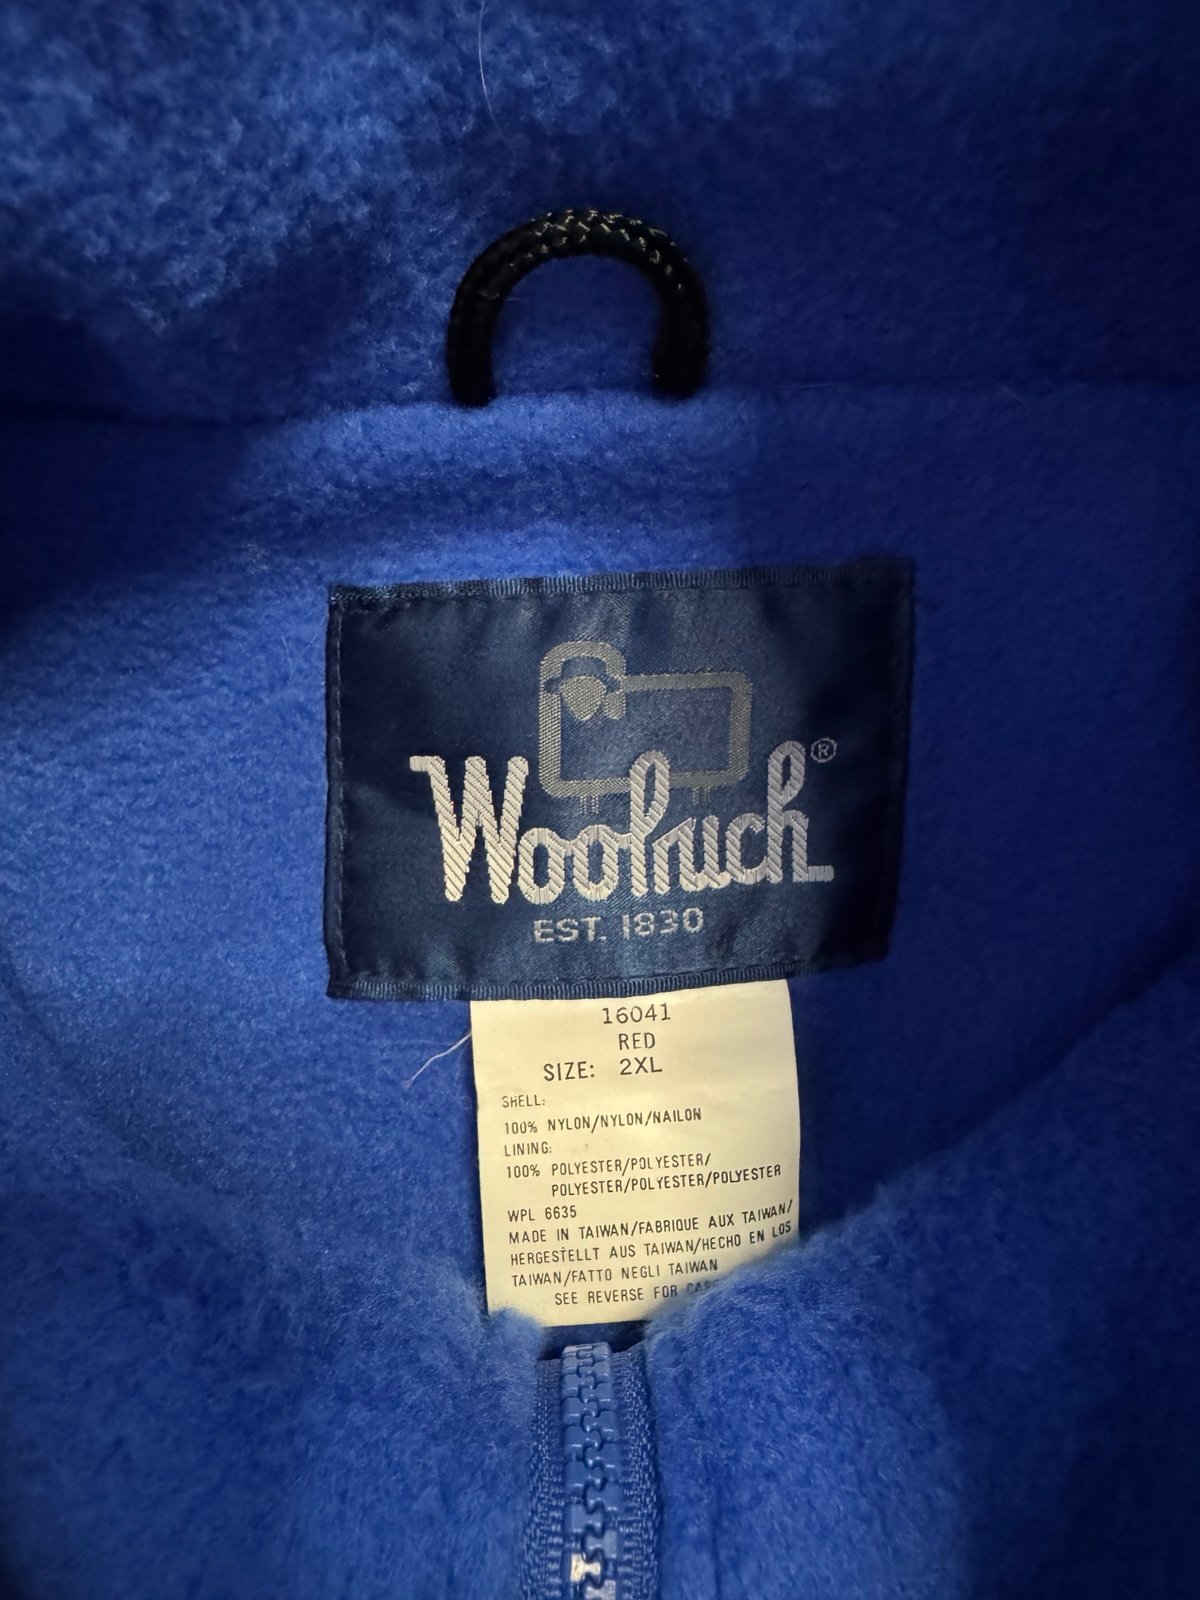 Woolrich®
EST. 1830
16041
RED
SIZE: 2XL
SHELL:
100% NYLON/NYLON/NAILON
LINING:
100% POLYESTER/POLYESTER/
POLYESTER/POLYESTER/POLYESTER
WPL 6635
MADE IN TAIWAN/FABRIQUE AUX TAIWAN/
HERGESTELLT AUS TAIWAN/HECHO EN LOS
TAIWAN/FATTO NEGLI TAIWAN
SEE REVERSE FOR